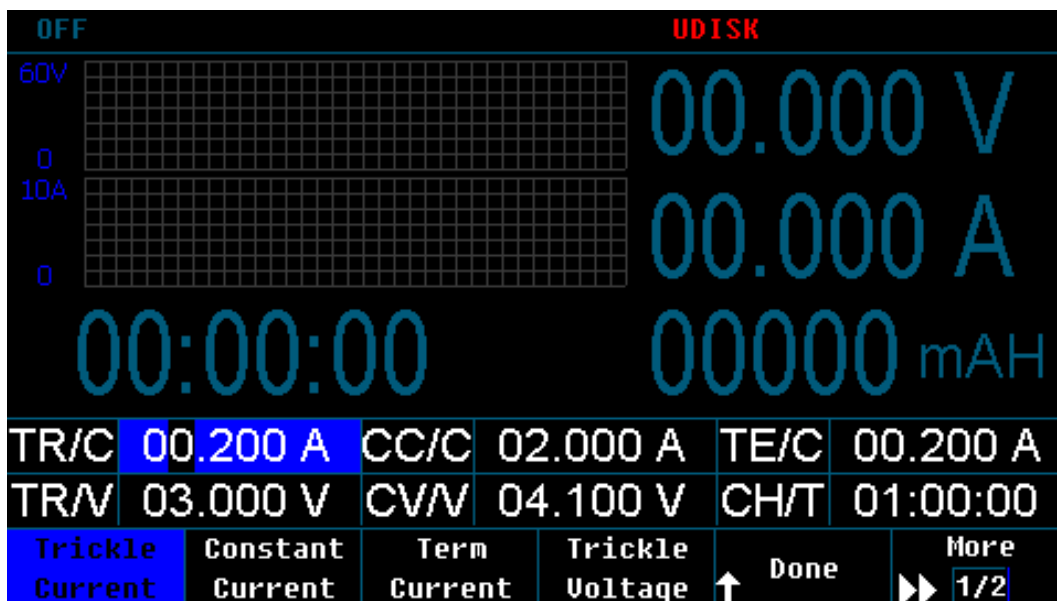 OFF UDISK
60V
0
00.000 V
10A
0
00.000 A
00:00:00 00000 mAH
TR/C 00.200 A CC/C 02.000 A TE/C 00.200 A
TR/V 03.000 V CV/V 04.100 V CH/T 01:00:00
Trickle Current
Constant Current
Term Current
Trickle Voltage
Done
More 1/2